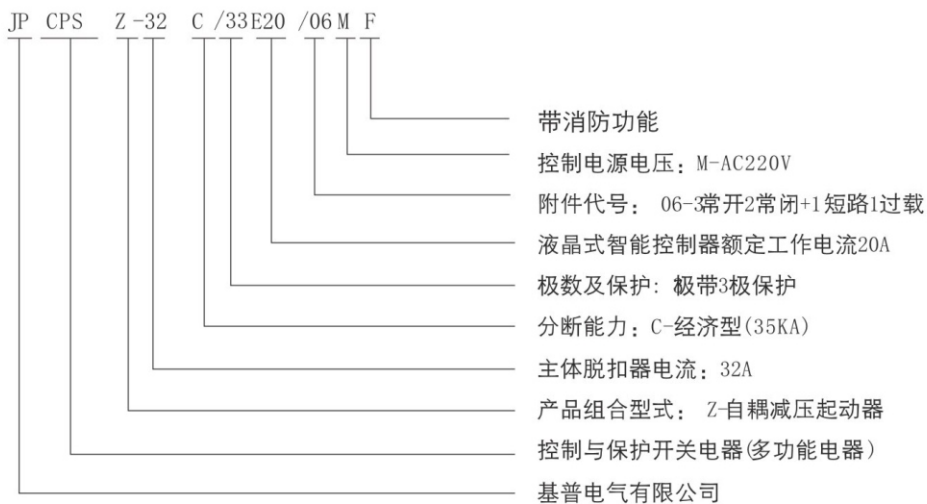 JP CPS Z-32 C/33E20/06MF
带消防功能
控制电源电压：M-AC220V
附件代号： 06-3常开2常闭+1短路1过载
液晶式智能控制器额定工作电流20A
极数及保护：极带3极保护
分断能力：C-经济型(35KA)
主体脱扣器电流：32A
产品组合型式： Z-自耦减压起动器
控制与保护开关电器(多功能电器)
基普电气有限公司